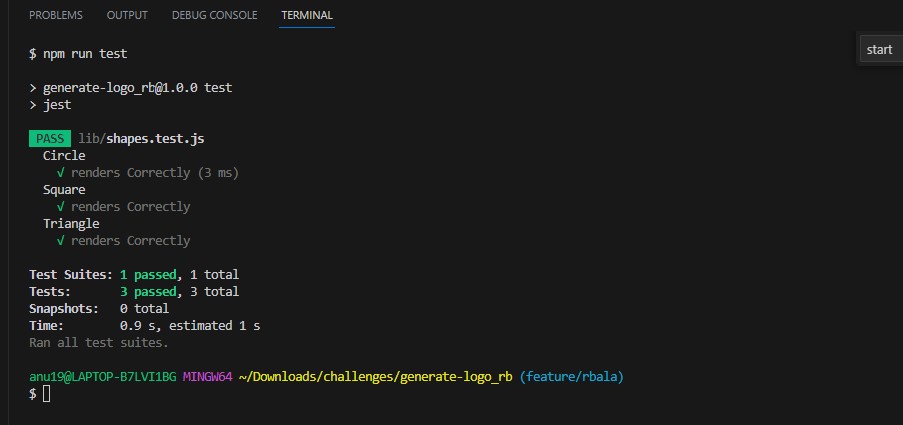 PROBLEMS OUTPUT DEBUG CONSOLE TERMINAL
$ npm run test
start
> generate-logo_rb@1.0.0 test
> jest
PASS lib/shapes.test.js
Circle
√ renders Correctly (3 ms)
Square
√ renders Correctly
Triangle
√ renders Correctly
Test Suites: 1 passed, 1 total
Tests: 3 passed, 3 total
Snapshots: 0 total
Time: 0.9 s, estimated 1 s
Ran all test suites.
anu19@LAPTOP-B7LVI1BG MINGW64 ~/Downloads/challenges/generate-logo_rb (feature/rbala)
$